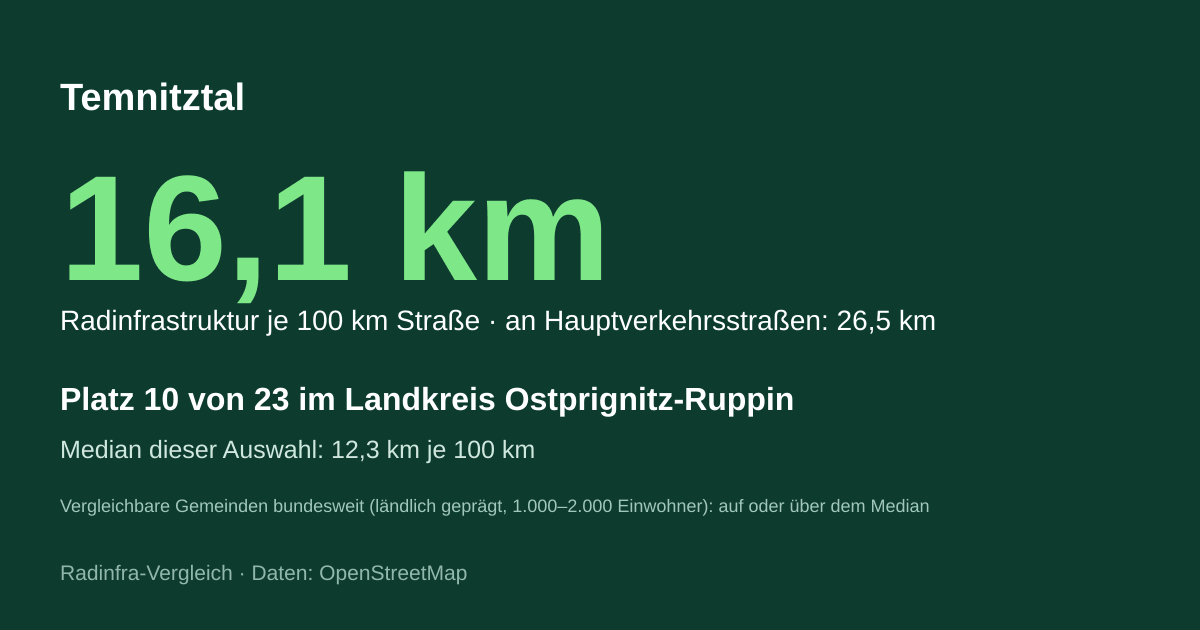 Temnitztal
16,1 km
Radinfrastruktur je 100 km Straße · an Hauptverkehrsstraßen: 26,5 km
Platz 10 von 23 im Landkreis Ostprignitz-Ruppin
Median dieser Auswahl: 12,3 km je 100 km
Vergleichbare Gemeinden bundesweit (ländlich geprägt, 1.000–2.000 Einwohner): auf oder über dem Median
Radinfra-Vergleich · Daten: OpenStreetMap